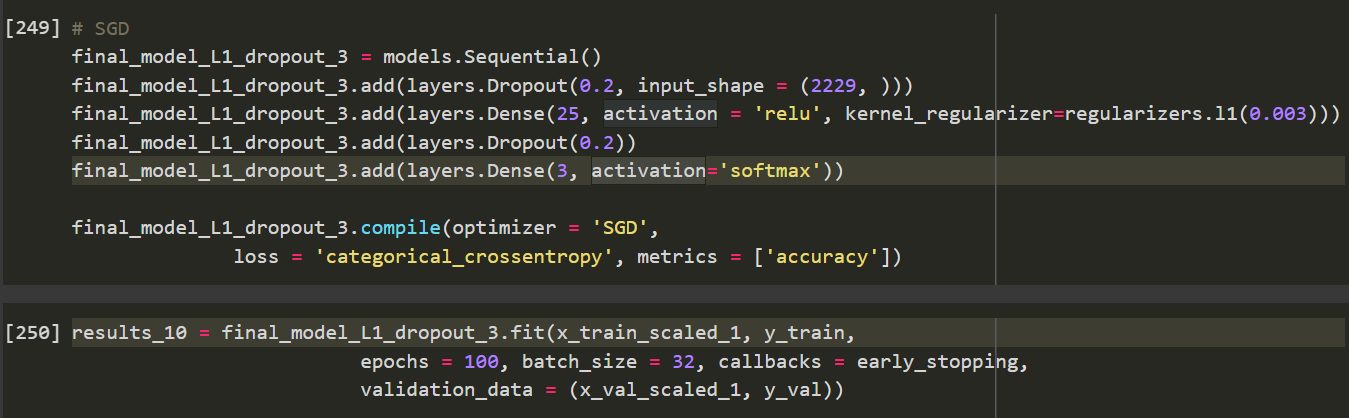 [249] # SGD
final_model_L1_dropout_3 = models.Sequential()
final_model_L1_dropout_3.add(layers.Dropout(0.2, input_shape = (2229, )))
final_model_L1_dropout_3.add(layers.Dense(25, activation = 'relu', kernel_regularizer=regularizers.l1(0.003)))
final_model_L1_dropout_3.add(layers.Dropout(0.2))
final_model_L1_dropout_3.add(layers.Dense(3, activation='softmax'))
final_model_L1_dropout_3.compile(optimizer = 'SGD',
loss = 'categorical_crossentropy', metrics = ['accuracy'])
[250] results_10 = final_model_L1_dropout_3.fit(x_train_scaled_1, y_train,
epochs = 100, batch_size = 32, callbacks = early_stopping,
validation_data = (x_val_scaled_1, y_val))